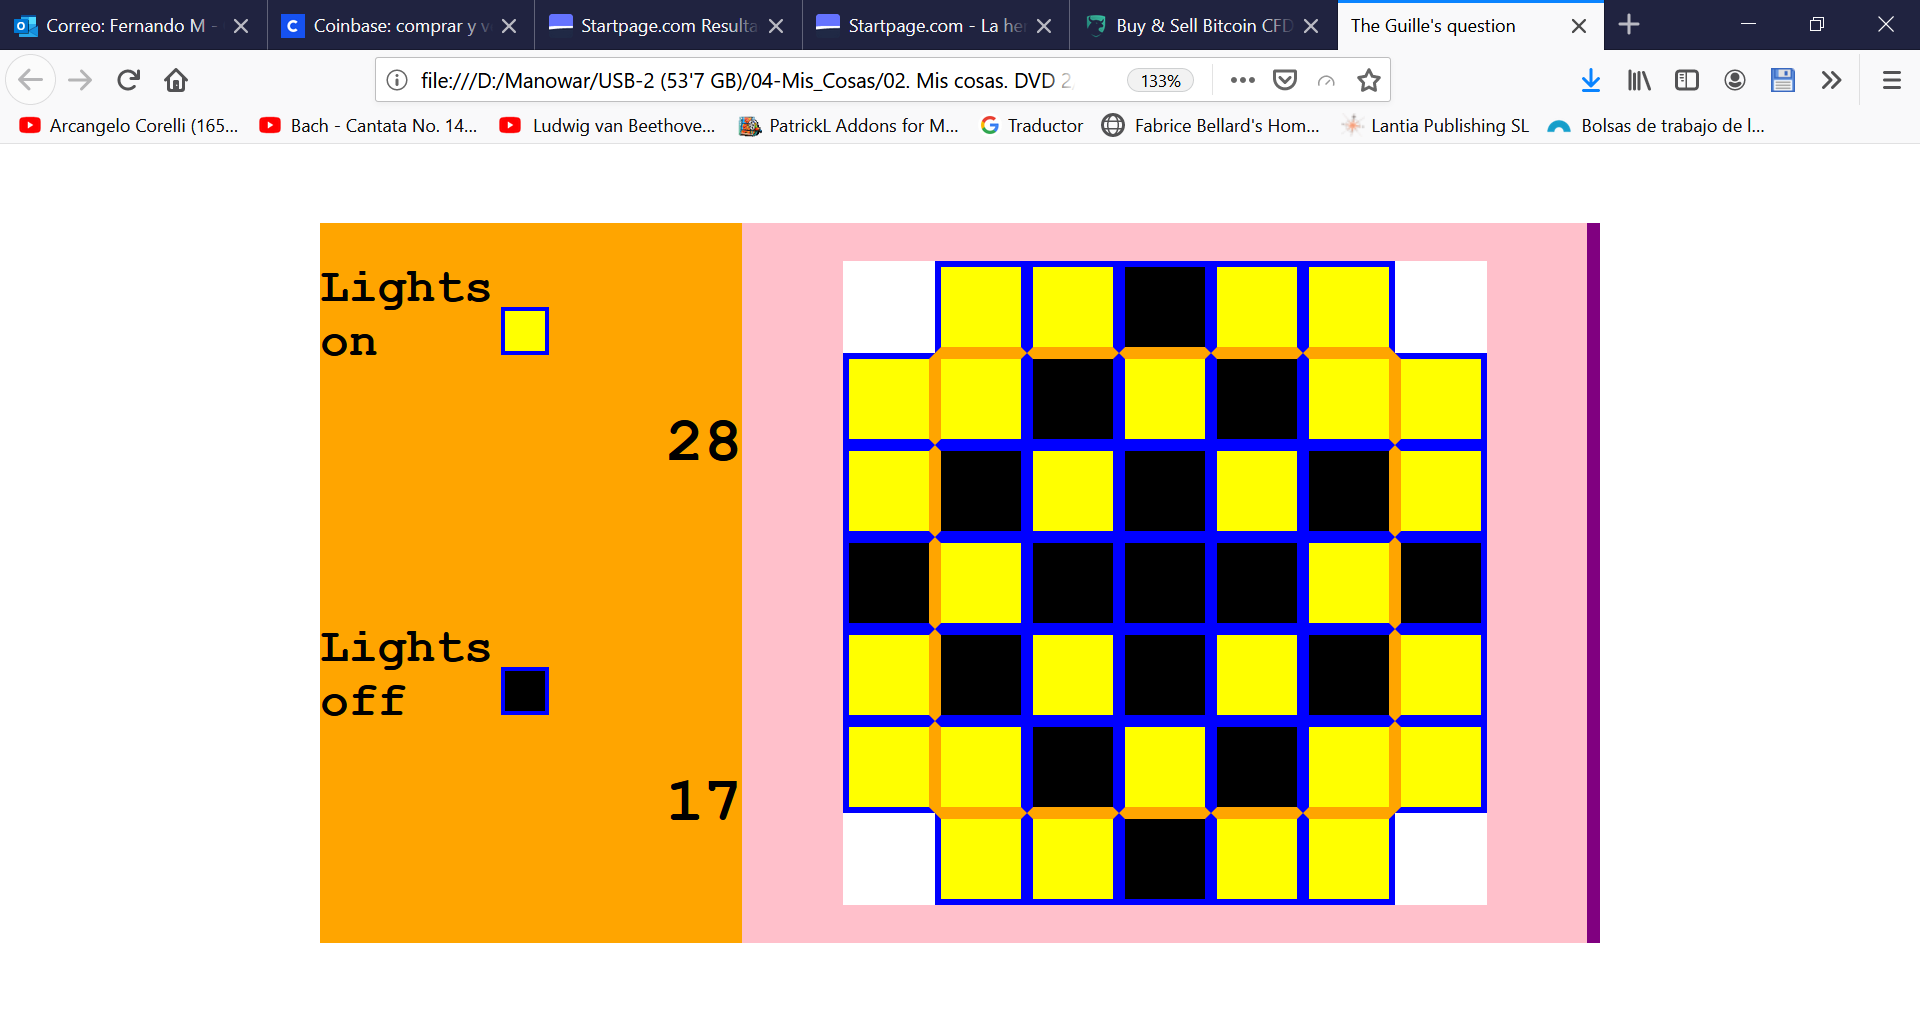 Correo: Fernando M -
Coinbase: comprar y v
Startpage.com Resulta
Startpage.com - La he
Buy & Sell Bitcoin CFD
The Guille's question
file:///D:/Manowar/USB-2 (53'7 GB)/04-Mis_Cosas/02. Mis cosas. DVD 2
133%
Arcangelo Corelli (165...
Bach - Cantata No. 14...
Ludwig van Beethove...
PatrickL Addons for M...
Traductor
Fabrice Bellard's Hom...
Lantia Publishing SL
Bolsas de trabajo de l...
Lights
on
28
Lights
off
17